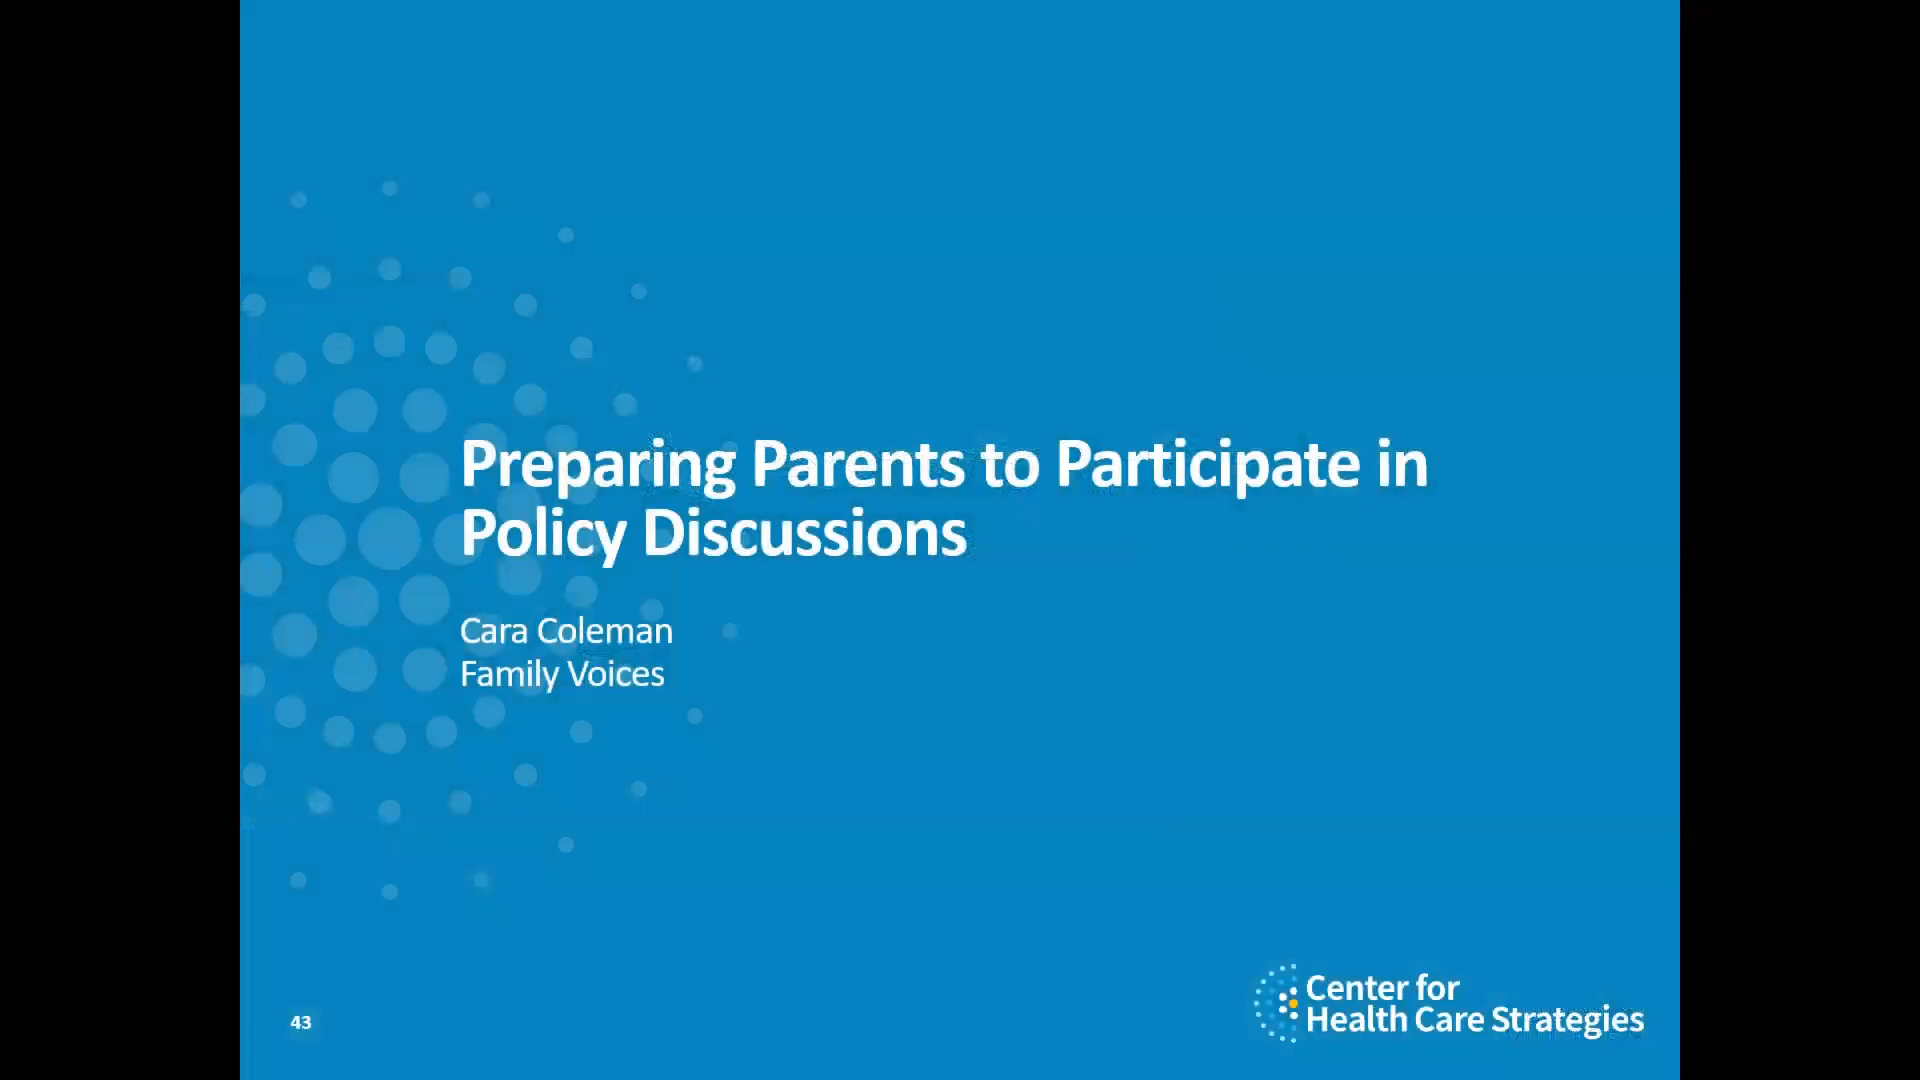 Preparing Parents to Participate in
Policy Discussions
Cara Coleman
Family Voices
43
Center for
Health Care Strategies